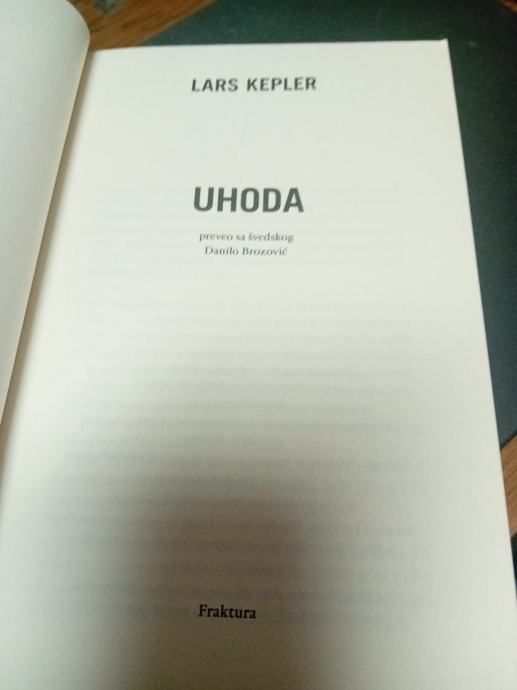 LARS KEPLER
UHODA
preveo sa švedskog
Danilo Brozović
Fraktura